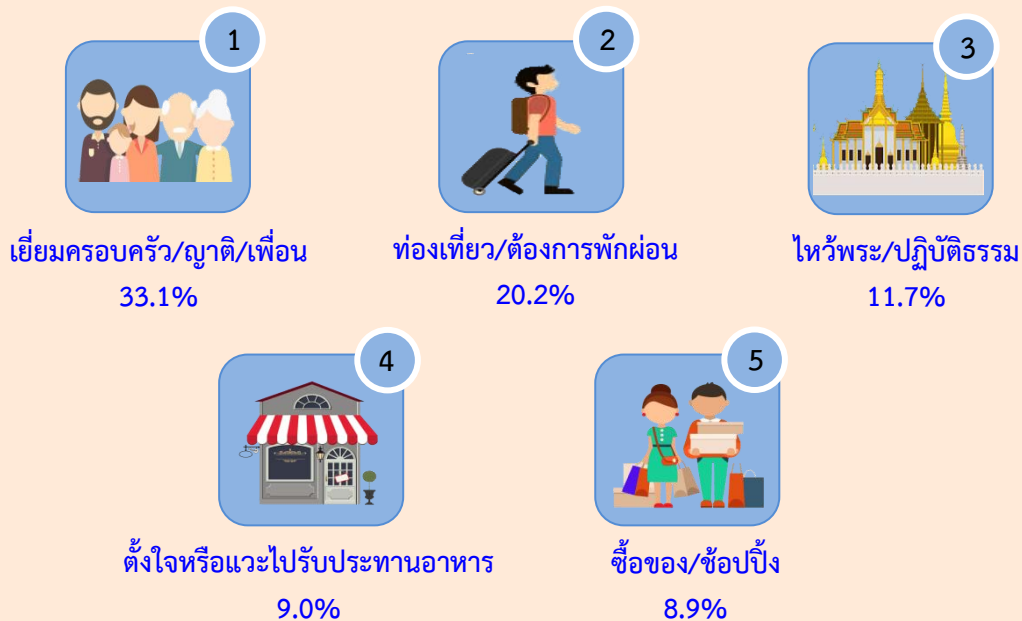 1
เยี่ยมครอบครัว/ญาติ/เพื่อน
33.1%
2
ท่องเที่ยว/ต้องการพักผ่อน
20.2%
3
ไหว้พระ/ปฏิบัติธรรม
11.7%
4
ตั้งใจหรือแวะไปรับประทานอาหาร
9.0%
5
ซื้อของ/ช้อปปิ้ง
8.9%